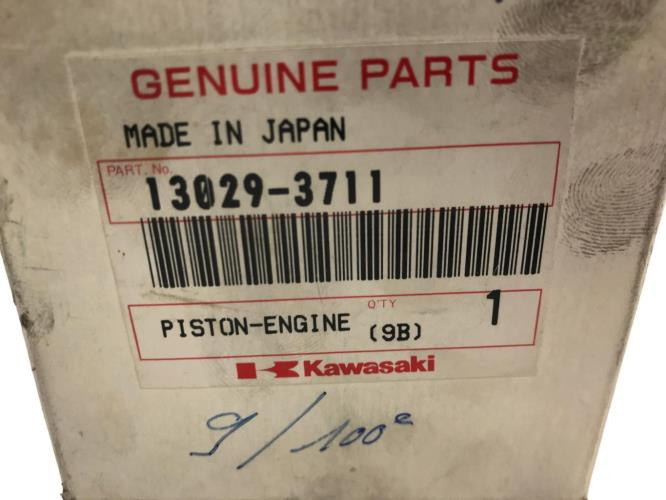 GENUINE PARTS
MADE IN JAPAN
PART. No.
13029-3711
Q'TY
PISTON-ENGINE (9B) 1
Kawasaki
9/100e